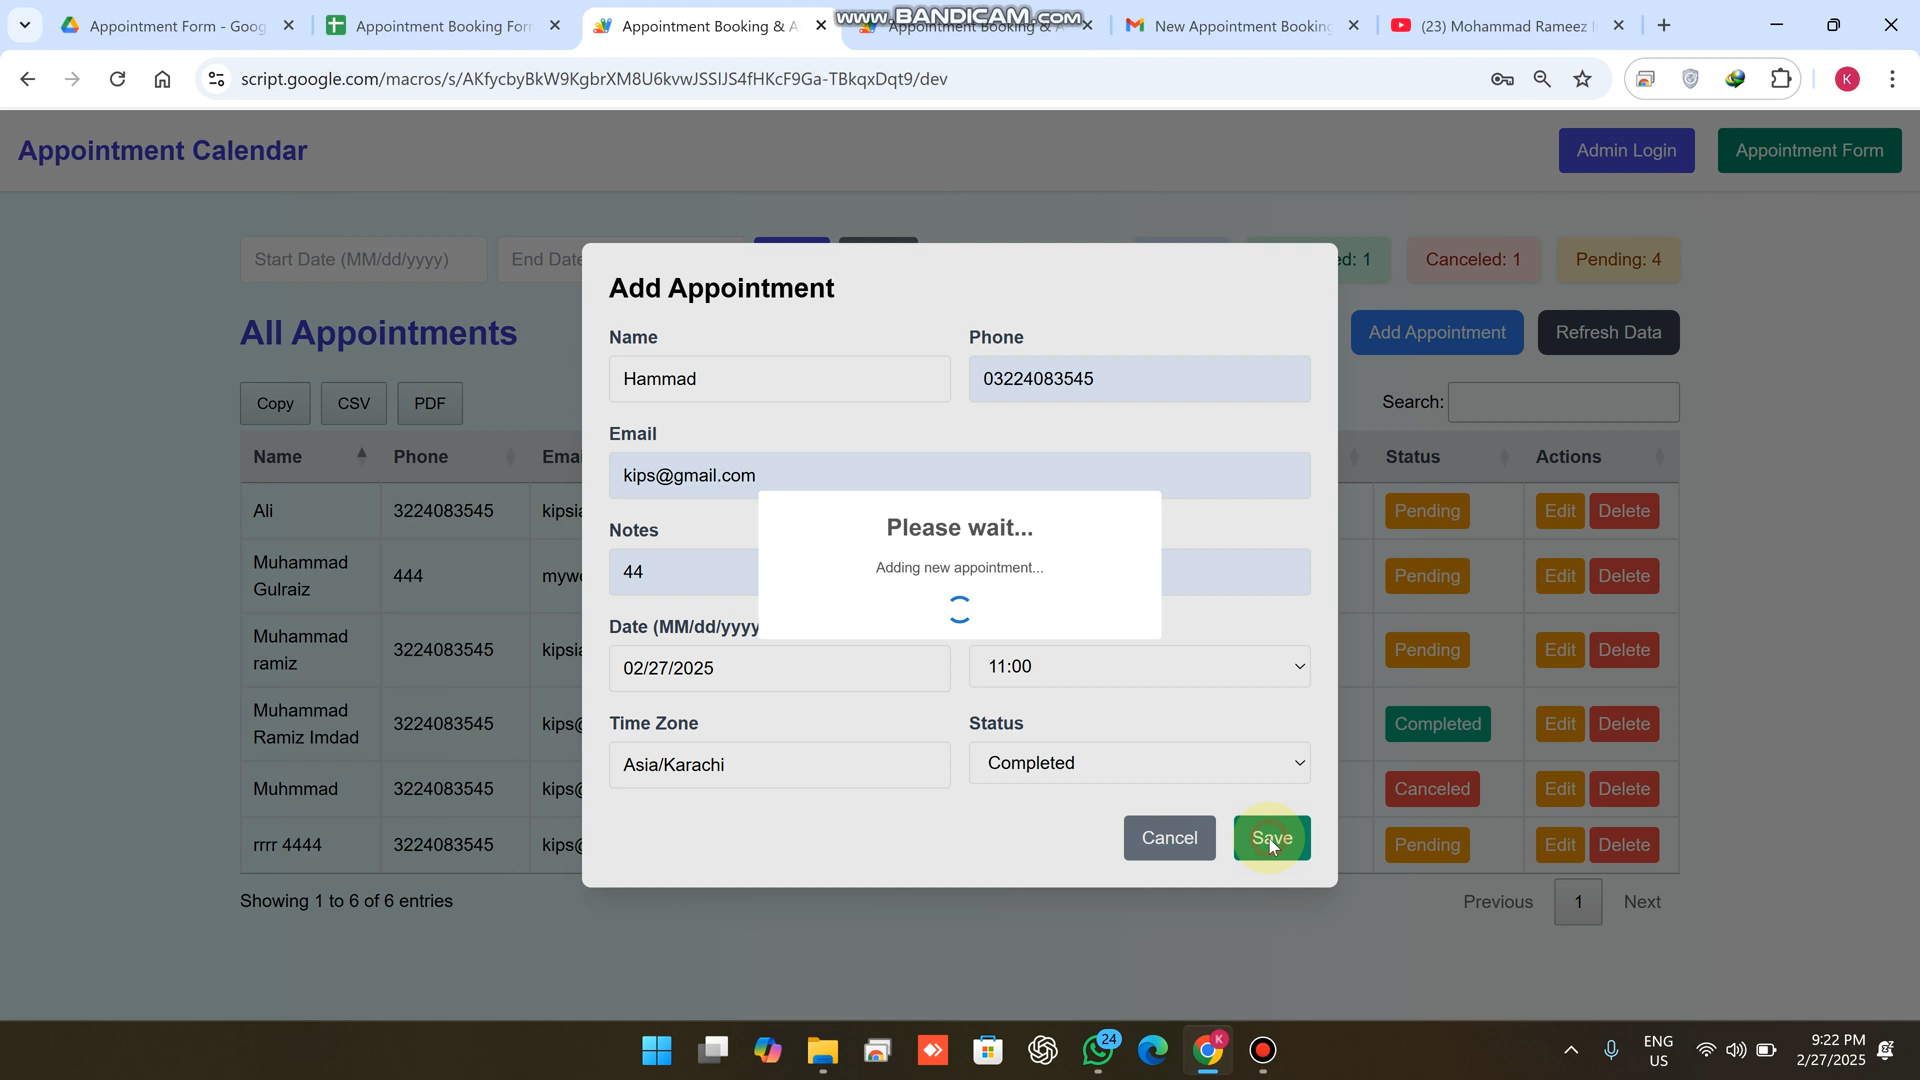 Appointment Form - Goog
Appointment Booking For
Appointment Booking & A
Appointment Booking & A
New Appointment Booking
(23) Mohammad Rameez I
www.BANDICAM.com
script.google.com/macros/s/AKfycbyBkW9KgbrXM8U6kvwJSSIJS4fHKcF9Ga-TBkqxDqt9/dev
K
Appointment Calendar
Admin Login
Appointment Form
Start Date (MM/dd/yyyy)
End Date
ed: 1
Canceled: 1
Pending: 4
All Appointments
Add Appointment
Refresh Data
Copy
CSV
PDF
Search:
Name
Phone
Emai
Status
Actions
Ali
3224083545
kipsia
Pending
Edit
Delete
Muhammad
Gulraiz
444
mywe
Pending
Edit
Delete
Muhammad
ramiz
3224083545
kipsia
Pending
Edit
Delete
Muhammad
Ramiz Imdad
3224083545
kips@
Completed
Edit
Delete
Muhmmad
3224083545
kips@
Canceled
Edit
Delete
rrrr 4444
3224083545
kips@
Pending
Edit
Delete
Showing 1 to 6 of 6 entries
Previous
1
Next
Add Appointment
Name
Phone
Hammad
03224083545
Email
kips@gmail.com
Notes
44
Date (MM/dd/yyyy
02/27/2025
11:00
Time Zone
Status
Asia/Karachi
Completed
Cancel
Save
Please wait...
Adding new appointment...
24
K
ENG
US
9:22 PM
2/27/2025